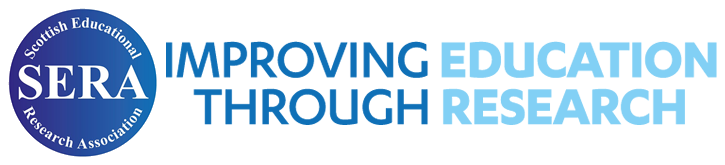 Scottish Educational
SERA
Research Association
IMPROVING EDUCATION
THROUGH RESEARCH